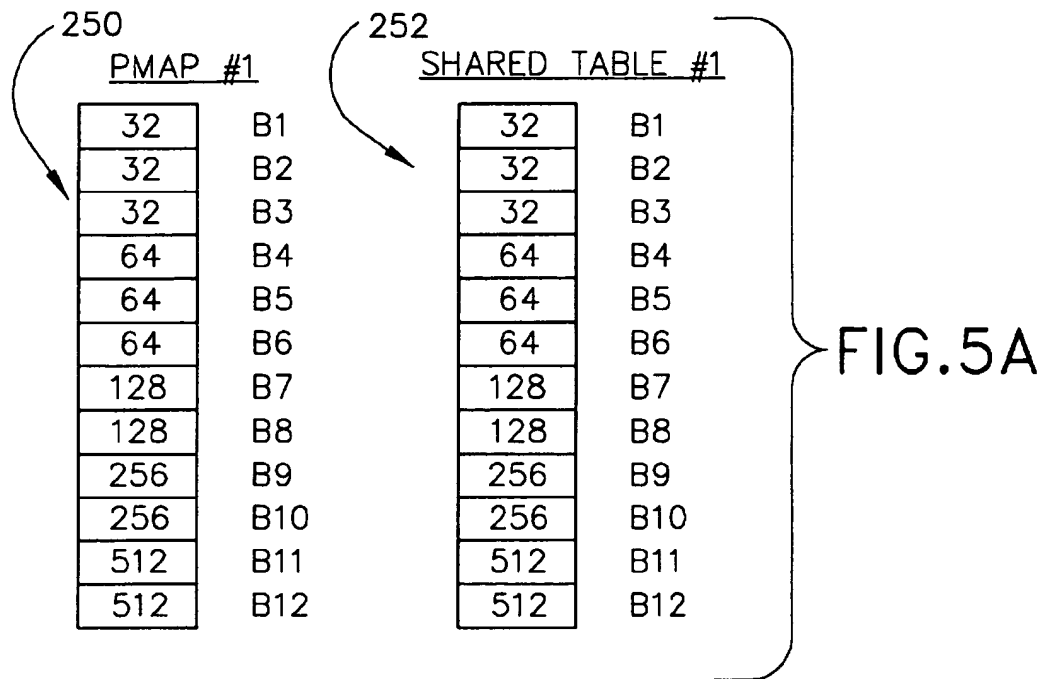 250
252
PMAP #1
SHARED TABLE #1
32 B1 32 B1
32 B2 32 B2
32 B3 32 B3
64 B4 64 B4
64 B5 64 B5
64 B6 64 B6
128 B7 128 B7
128 B8 128 B8
256 B9 256 B9
256 B10 256 B10
512 B11 512 B11
512 B12 512 B12
FIG.5A